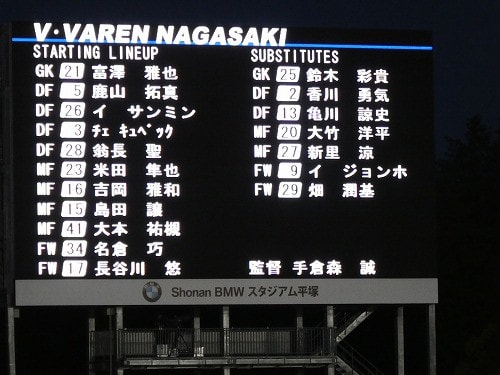 V·VAREN NAGASAKI
STARTING LINEUP
GK 21 富澤 雅也
DF 5 鹿山 拓真
DF 26 イ サンミン
DF 3 チェ キュベック
DF 28 翁長 聖
MF 23 米田 隼也
MF 16 吉岡 雅和
MF 15 島田 譲
MF 41 大本 祐槻
FW 34 名倉 巧
FW 17 長谷川 悠
SUBSTITUTES
GK 25 鈴木 彩貴
DF 2 香川 勇気
DF 13 亀川 諒史
MF 20 大竹 洋平
MF 27 新里 涼
FW 9 イ ジョンホ
FW 29 畑 潤基
監督 手倉森 誠
Shonan BMW スタジアム平塚